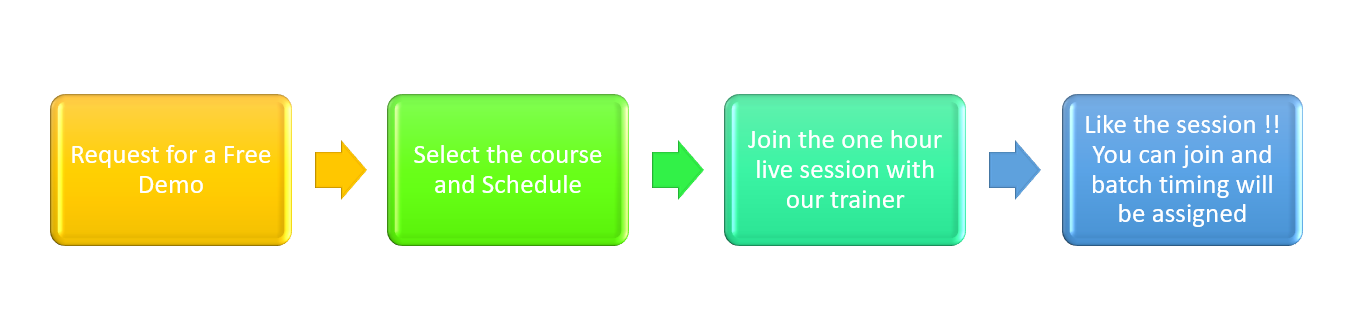 Request for a Free
Demo
Select the course
and Schedule
Join the one hour
live session with
our trainer
Like the session !!
You can join and
batch timing will
be assigned